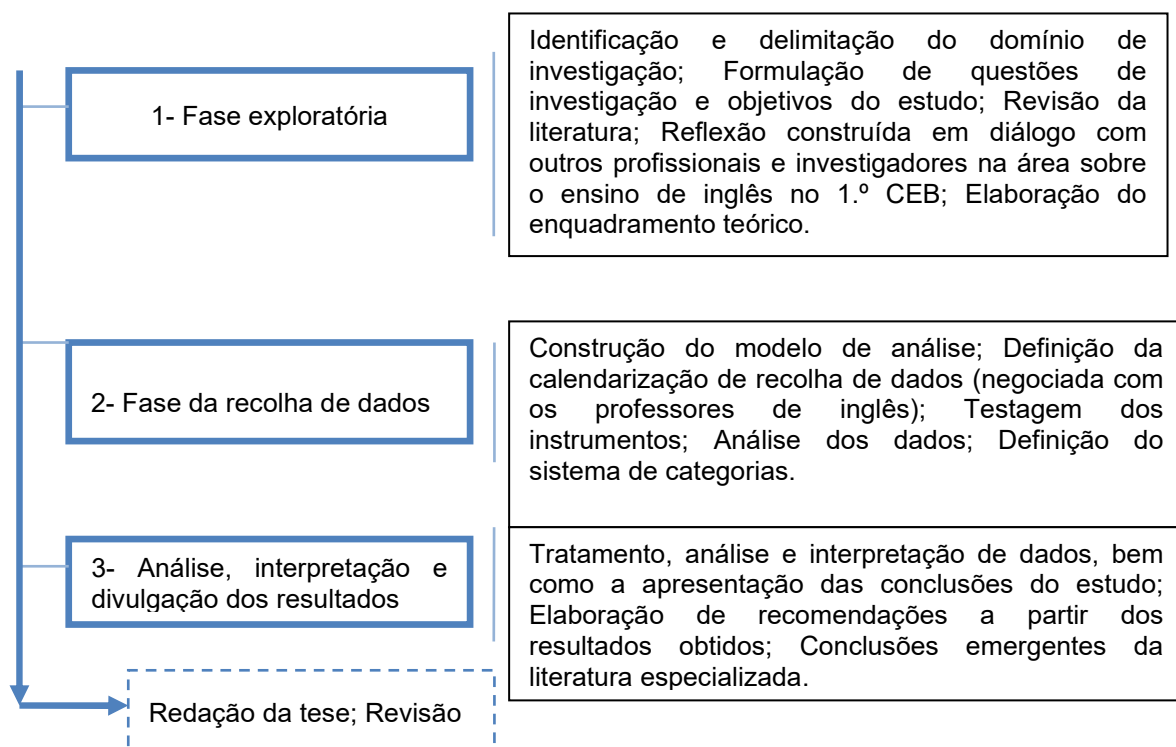 1- Fase exploratória
Identificação e delimitação do domínio de
investigação; Formulação de questões de
investigação e objetivos do estudo; Revisão da
literatura; Reflexão construída em diálogo com
outros profissionais e investigadores na área sobre
o ensino de inglês no 1.º CEB; Elaboração do
enquadramento teórico.
2- Fase da recolha de dados
Construção do modelo de análise; Definição da
calendarização de recolha de dados (negociada com
os professores de inglês); Testagem dos
instrumentos; Análise dos dados; Definição do
sistema de categorias.
3- Análise, interpretação e
divulgação dos resultados
Tratamento, análise e interpretação de dados, bem
como a apresentação das conclusões do estudo;
Elaboração de recomendações a partir dos
resultados obtidos; Conclusões emergentes da
literatura especializada.
Redação da tese; Revisão